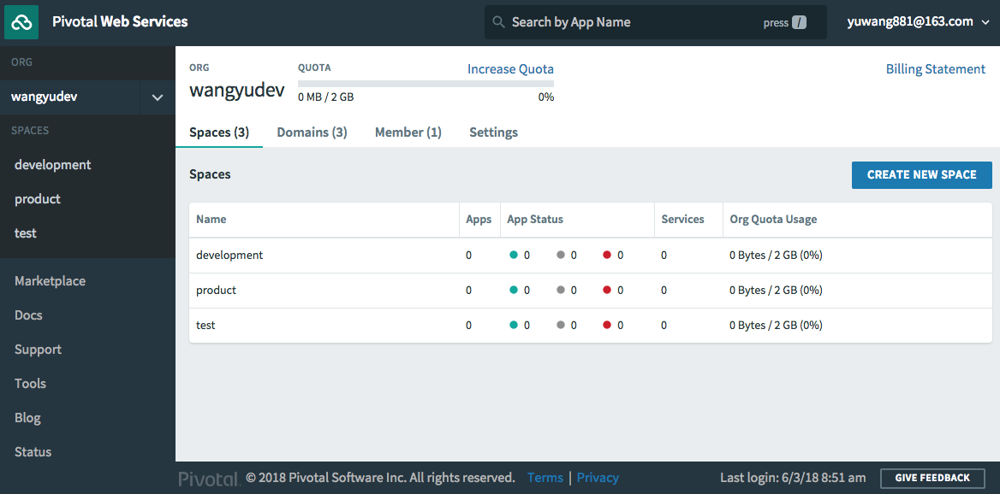 Pivotal Web Services
Search by App Name press /
yuwang881@163.com
ORG
wangyudev
SPACES
development
product
test
Marketplace
Docs
Support
Tools
Blog
Status
ORG
wangyudev
QUOTA
Increase Quota
0 MB / 2 GB 0%
Billing Statement
Spaces (3) Domains (3) Member (1) Settings
Spaces
CREATE NEW SPACE
Name Apps App Status Services Org Quota Usage
development 0 0 0 0 0 0 Bytes / 2 GB (0%)
product 0 0 0 0 0 0 Bytes / 2 GB (0%)
test 0 0 0 0 0 0 Bytes / 2 GB (0%)
Pivotal. © 2018 Pivotal Software Inc. All rights reserved. Terms | Privacy Last login: 6/3/18 8:51 am GIVE FEEDBACK